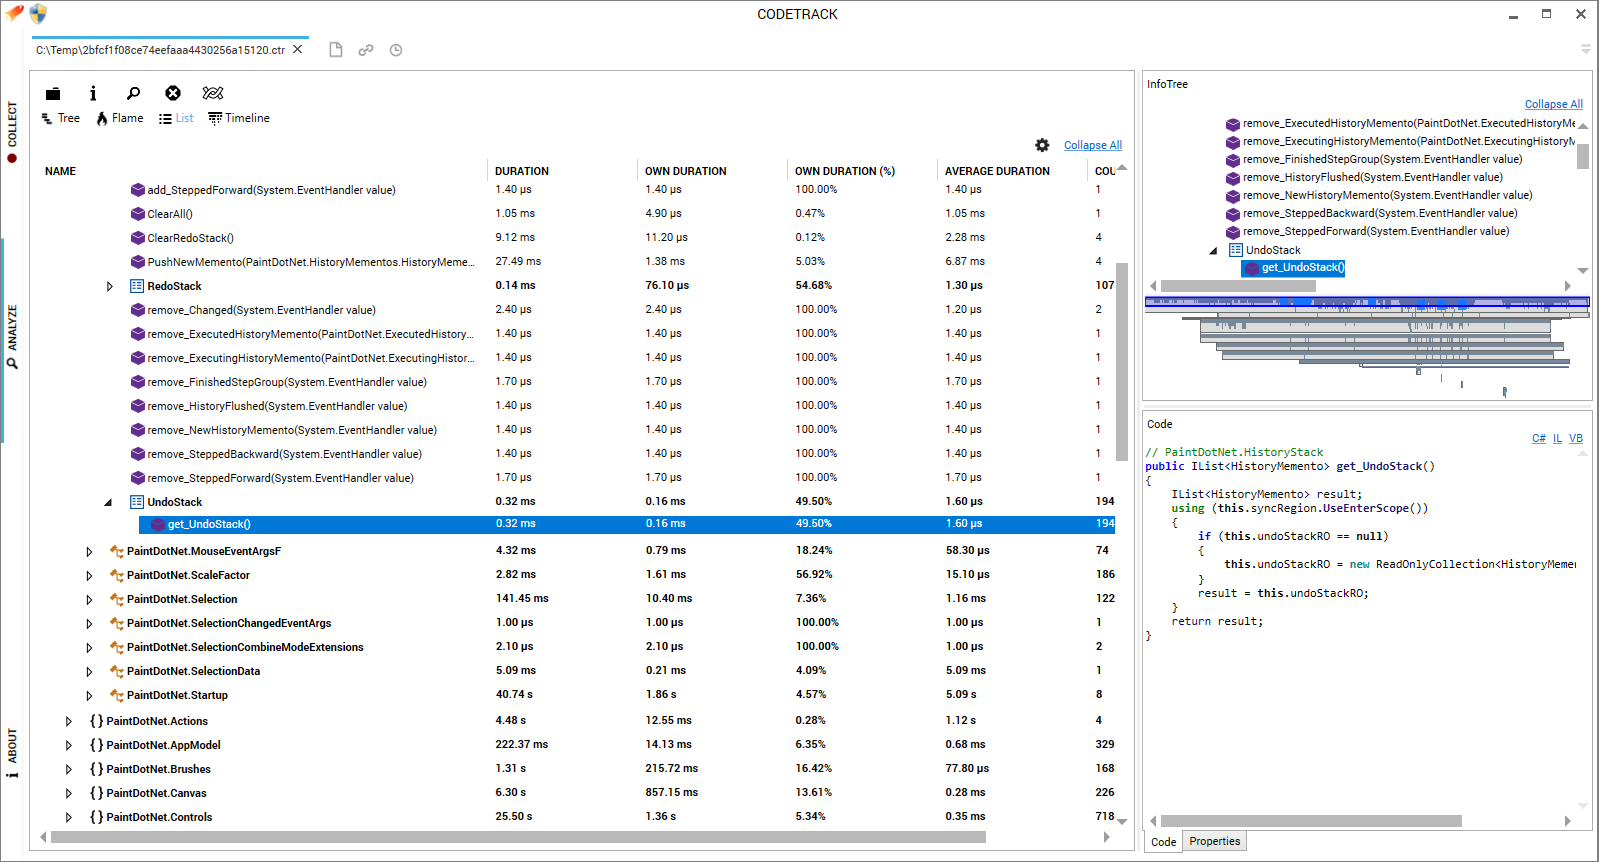 CODETRACK
C:\Temp\2bfcf1f08ce74eefaaa4430256a15120.ctr
COLLECT
ANALYZE
ABOUT
Tree Flame List Timeline
Collapse All
NAME DURATION OWN DURATION OWN DURATION (%) AVERAGE DURATION COU
add_SteppedForward(System.EventHandler value) 1.40 µs 1.40 µs 100.00% 1.40 µs 1
ClearAll() 1.05 ms 4.90 µs 0.47% 1.05 ms 1
ClearRedoStack() 9.12 ms 11.20 µs 0.12% 2.28 ms 4
PushNewMemento(PaintDotNet.HistoryMementos.HistoryMeme... 27.49 ms 1.38 ms 5.03% 6.87 ms 4
RedoStack 0.14 ms 76.10 µs 54.68% 1.30 µs 107
remove_Changed(System.EventHandler value) 2.40 µs 2.40 µs 100.00% 1.20 µs 2
remove_ExecutedHistoryMemento(PaintDotNet.ExecutedHistory... 1.40 µs 1.40 µs 100.00% 1.40 µs 1
remove_ExecutingHistoryMemento(PaintDotNet.ExecutingHistor... 1.40 µs 1.40 µs 100.00% 1.40 µs 1
remove_FinishedStepGroup(System.EventHandler value) 1.70 µs 1.70 µs 100.00% 1.70 µs 1
remove_HistoryFlushed(System.EventHandler value) 1.40 µs 1.40 µs 100.00% 1.40 µs 1
remove_NewHistoryMemento(System.EventHandler value) 1.40 µs 1.40 µs 100.00% 1.40 µs 1
remove_SteppedBackward(System.EventHandler value) 1.40 µs 1.40 µs 100.00% 1.40 µs 1
remove_SteppedForward(System.EventHandler value) 1.70 µs 1.70 µs 100.00% 1.70 µs 1
UndoStack 0.32 ms 0.16 ms 49.50% 1.60 µs 194
get_UndoStack() 0.32 ms 0.16 ms 49.50% 1.60 µs 194
PaintDotNet.MouseEventArgsF 4.32 ms 0.79 ms 18.24% 58.30 µs 74
PaintDotNet.ScaleFactor 2.82 ms 1.61 ms 56.92% 15.10 µs 186
PaintDotNet.Selection 141.45 ms 10.40 ms 7.36% 1.16 ms 122
PaintDotNet.SelectionChangedEventArgs 1.00 µs 1.00 µs 100.00% 1.00 µs 1
PaintDotNet.SelectionCombineModeExtensions 2.10 µs 2.10 µs 100.00% 1.00 µs 2
PaintDotNet.SelectionData 5.09 ms 0.21 ms 4.09% 5.09 ms 1
PaintDotNet.Startup 40.74 s 1.86 s 4.57% 5.09 s 8
{} PaintDotNet.Actions 4.48 s 12.55 ms 0.28% 1.12 s 4
{} PaintDotNet.AppModel 222.37 ms 14.13 ms 6.35% 0.68 ms 329
{} PaintDotNet.Brushes 1.31 s 215.72 ms 16.42% 77.80 µs 168
{} PaintDotNet.Canvas 6.30 s 857.15 ms 13.61% 0.28 ms 226
{} PaintDotNet.Controls 25.50 s 1.36 s 5.34% 0.35 ms 718
InfoTree
Collapse All
remove_ExecutedHistoryMemento(PaintDotNet.ExecutedHistoryMe
remove_ExecutingHistoryMemento(PaintDotNet.ExecutingHistory
remove_FinishedStepGroup(System.EventHandler value)
remove_HistoryFlushed(System.EventHandler value)
remove_NewHistoryMemento(System.EventHandler value)
remove_SteppedBackward(System.EventHandler value)
remove_SteppedForward(System.EventHandler value)
UndoStack
get_UndoStack()
Code
C# IL VB
// PaintDotNet.HistoryStack
public IList<HistoryMemento> get_UndoStack()
{
IList<HistoryMemento> result;
using (this.syncRegion.UseEnterScope())
{
if (this.undoStackRO == null)
{
this.undoStackRO = new ReadOnlyCollection<HistoryMemen
}
result = this.undoStackRO;
}
return result;
}
Code Properties